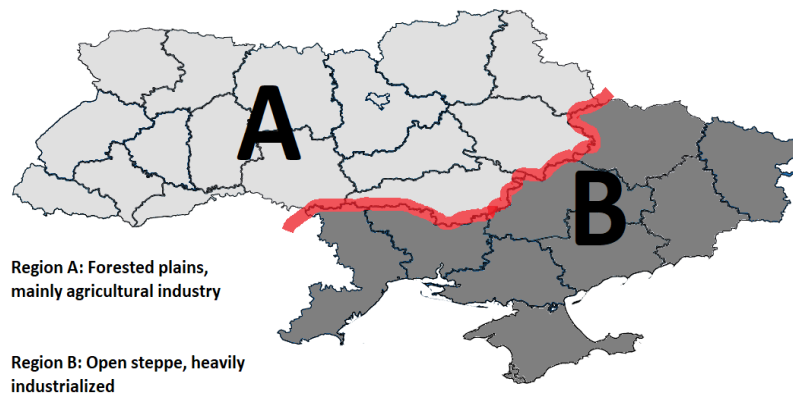 A
B
Region A: Forested plains,
mainly agricultural industry
Region B: Open steppe, heavily
industrialized